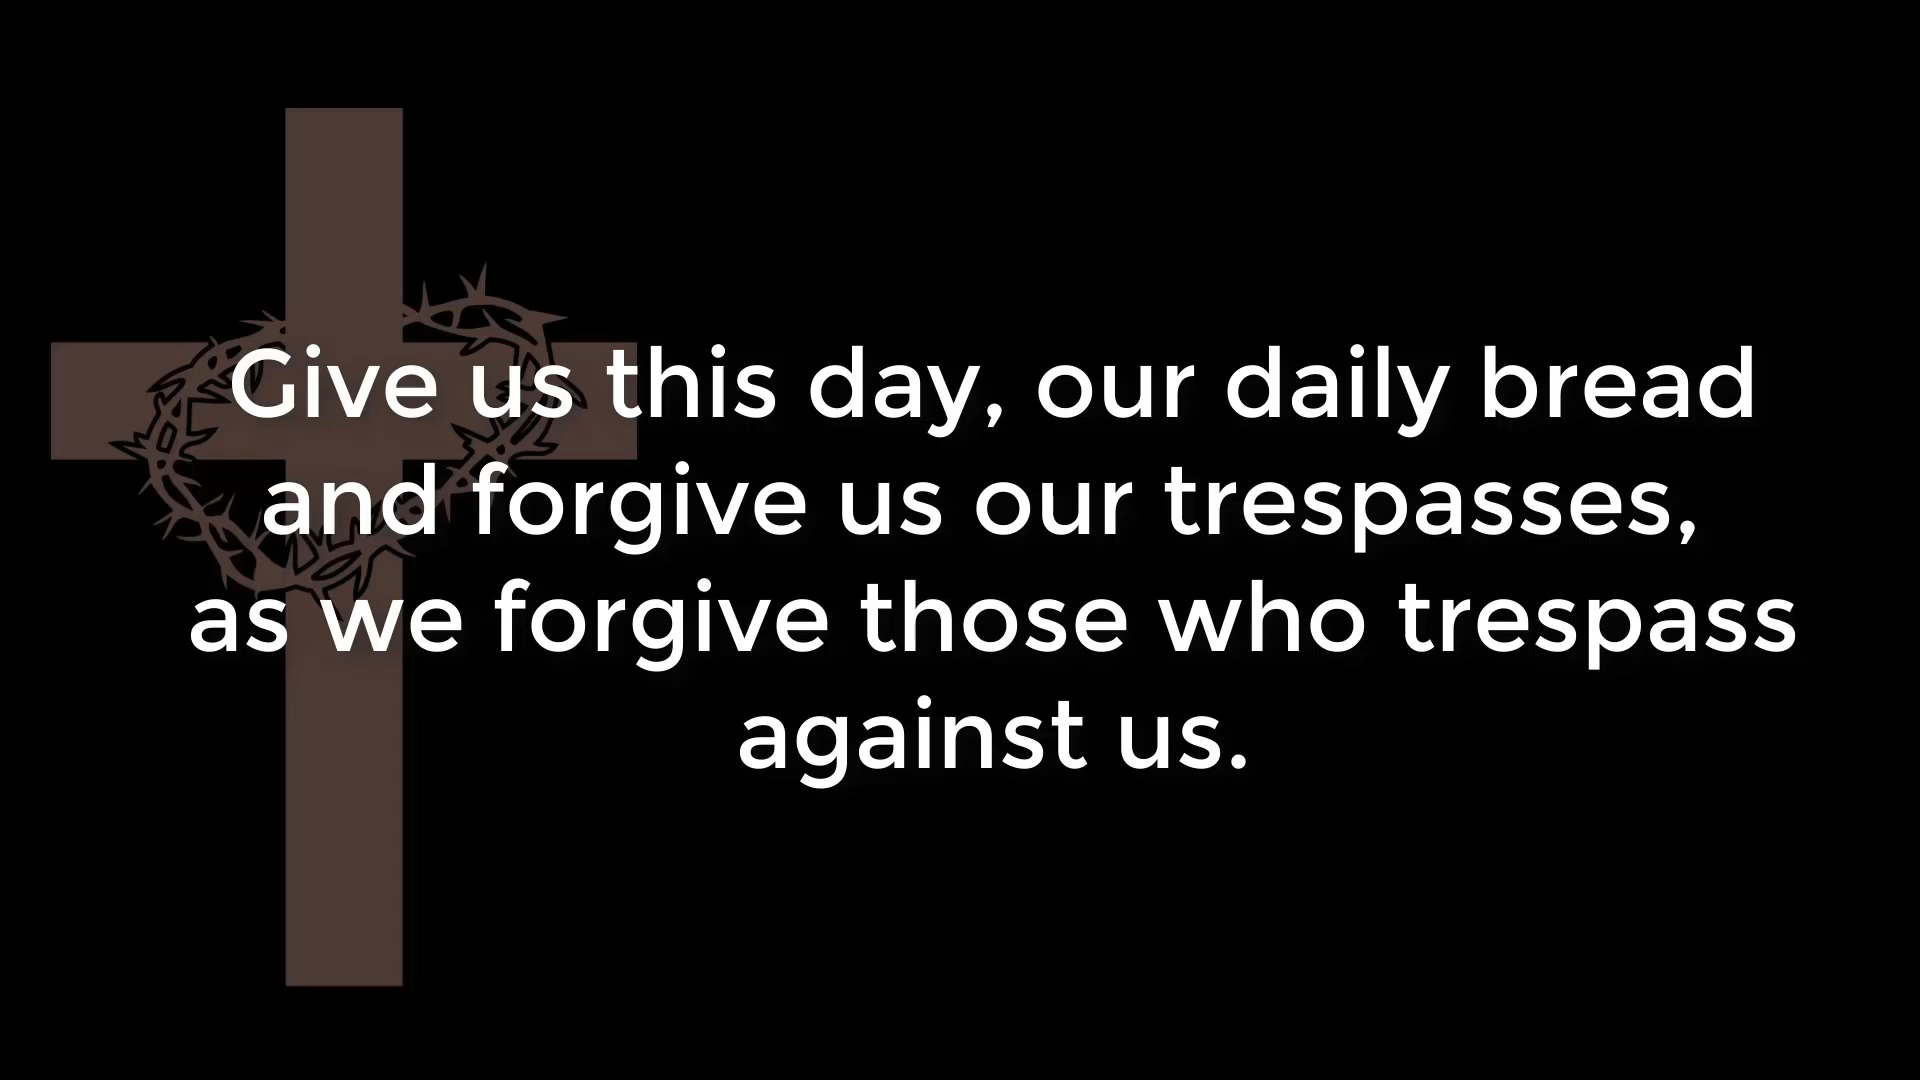 Give us this day, our daily bread
and forgive us our trespasses,
as we forgive those who trespass
against us.